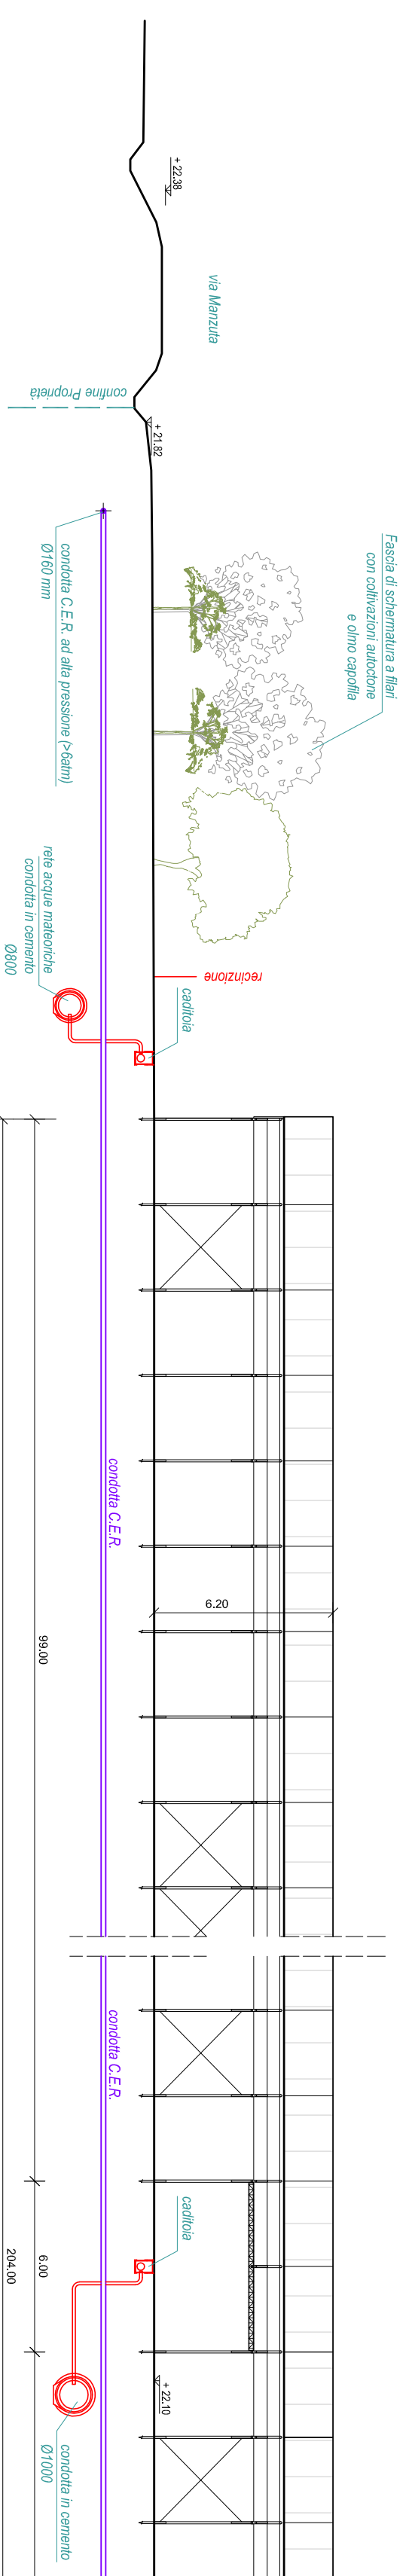 Fascia di schermatura a filari
con coltivazioni autoctone
e olmo capofila
via Manzuta
+ 22.38
confine Proprietà
+ 21.82
condotta C.E.R. ad alta pressione (>6atm)
Ø160 mm
recinzione
caditoia
rete acque mateoriche
condotta in cemento
Ø800
condotta C.E.R.
6.20
99.00
condotta C.E.R.
caditoia
6.00
204.00
+ 22.10
condotta in cemento
Ø1000